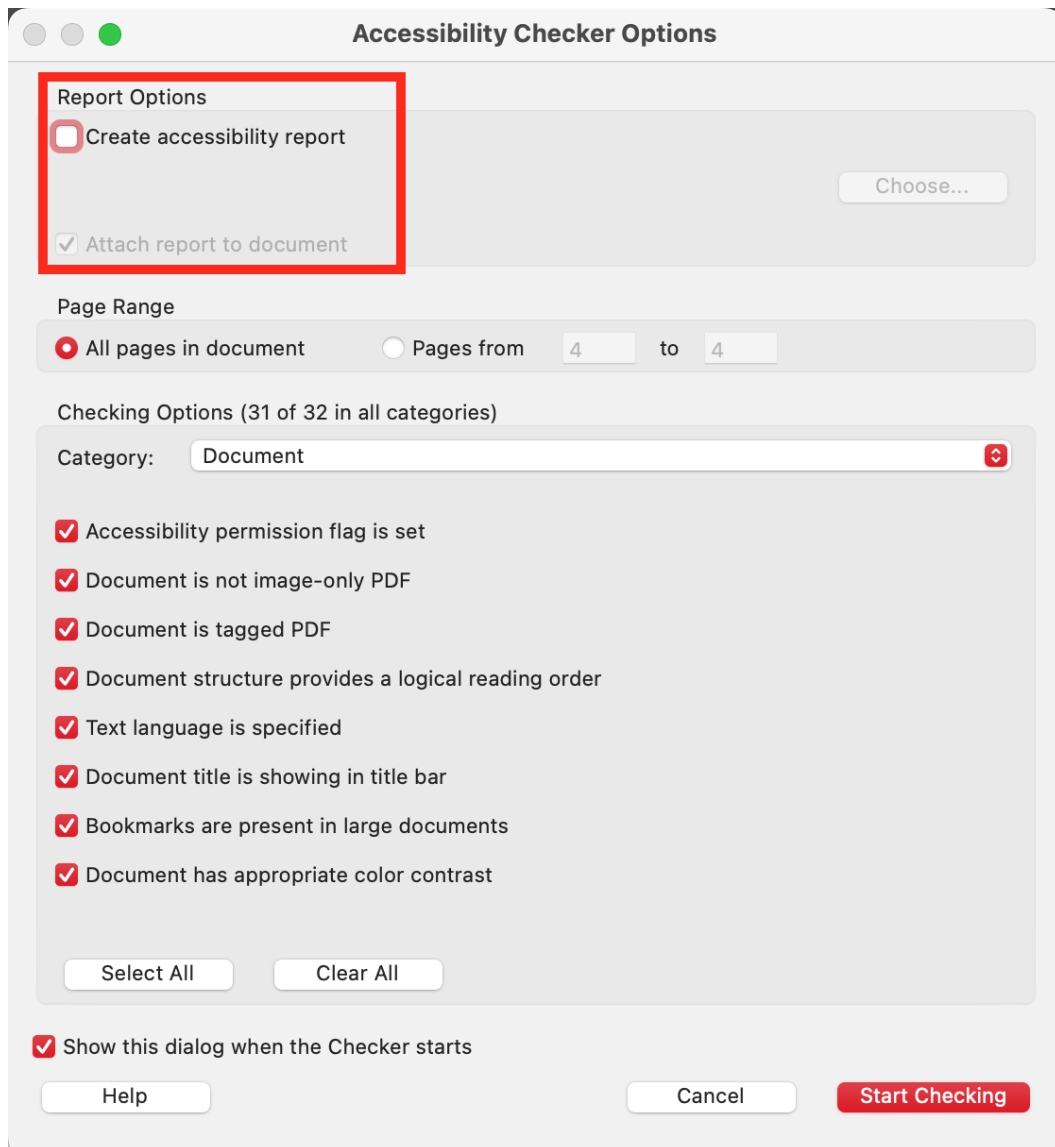 Accessibility Checker Options
Report Options
Create accessibility report
Choose...
Attach report to document
Page Range
All pages in document Pages from 4 to 4
Checking Options (31 of 32 in all categories)
Category: Document
Accessibility permission flag is set
Document is not image-only PDF
Document is tagged PDF
Document structure provides a logical reading order
Text language is specified
Document title is showing in title bar
Bookmarks are present in large documents
Document has appropriate color contrast
Select All Clear All
Show this dialog when the Checker starts
Help Cancel Start Checking